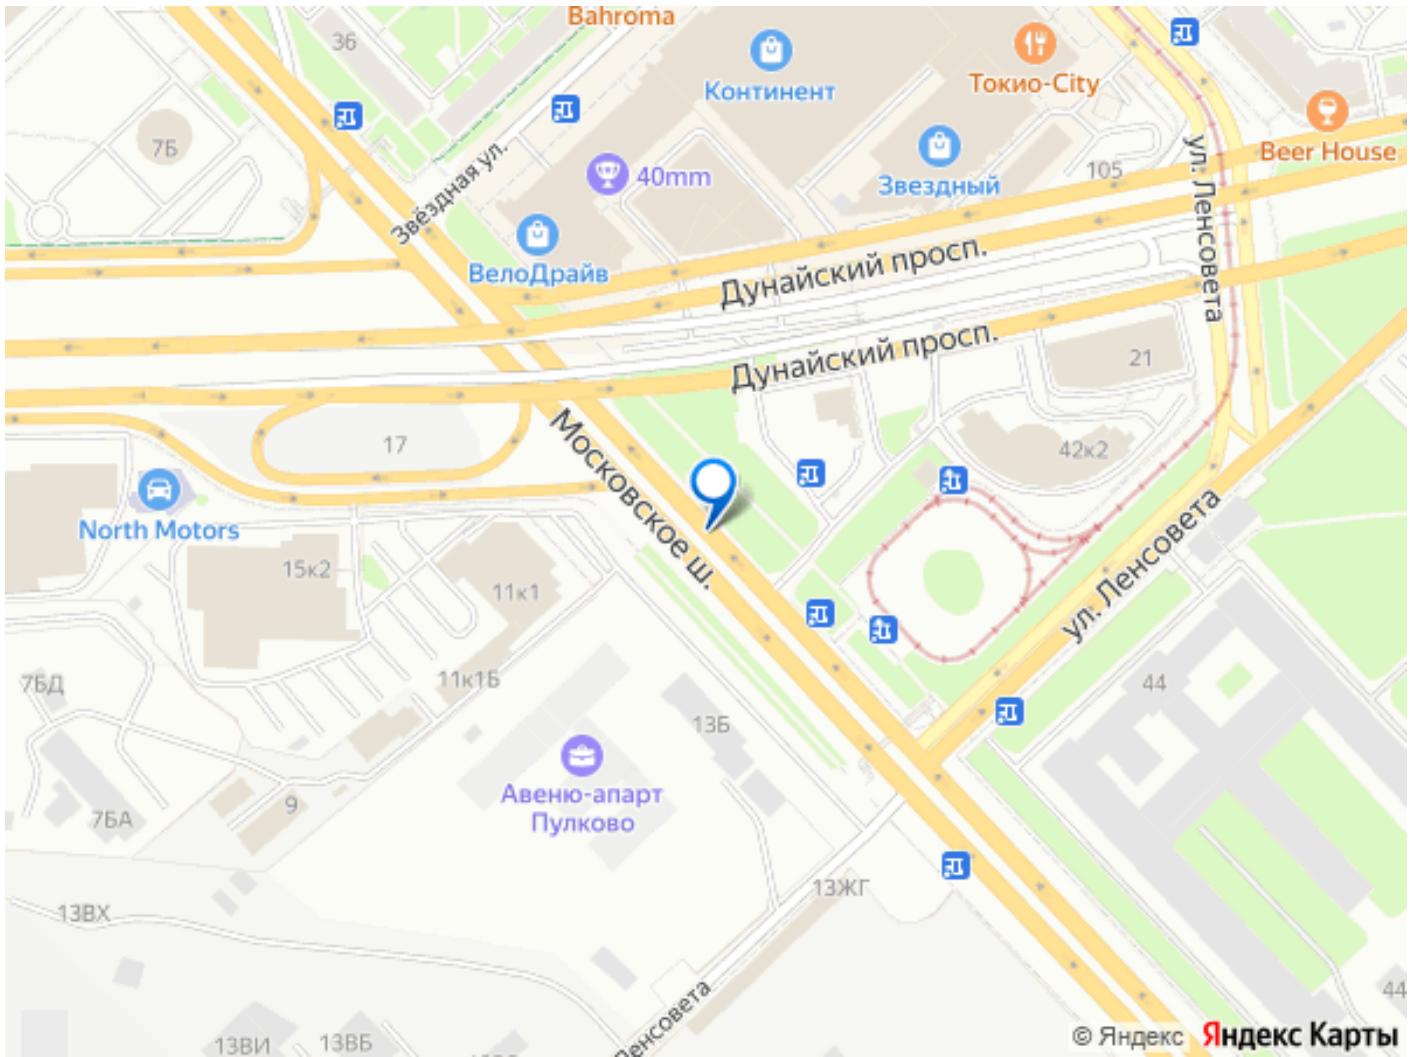 Bahroma
36
Континент
Токио-City
7Б
Звёздная ул.
40mm
Звездный
105
ул. Ленсовета
Beer House
ВелоДрайв
Дунайский просп.
Дунайский просп.
21
17
Московское ш.
42к2
North Motors
15к2
11к1
ул. Ленсовета
7БД
11к1Б
13Б
44
Авеню-апарт
Пулково
9
7БА
13ЖГ
13ВХ
Ленсовета
44
13ВИ
13ВБ
© Яндекс
Яндекс Карты